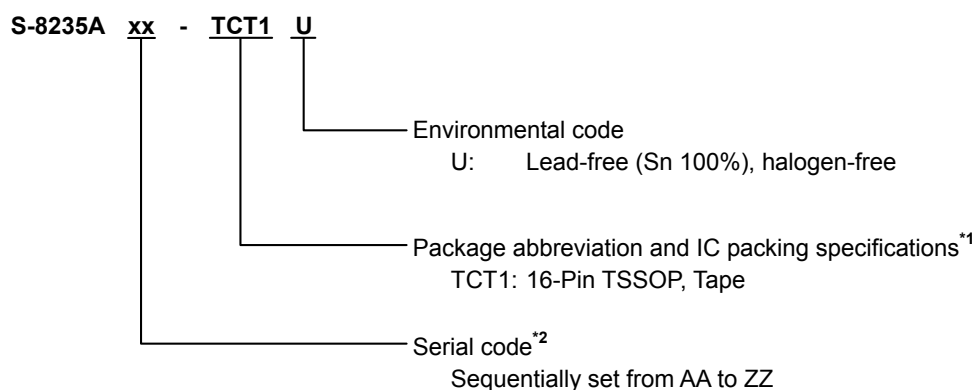 S-8235A xx - TCT1 U
Environmental code
U: Lead-free (Sn 100%), halogen-free
Package abbreviation and IC packing specifications*1
TCT1: 16-Pin TSSOP, Tape
Serial code*2
Sequentially set from AA to ZZ